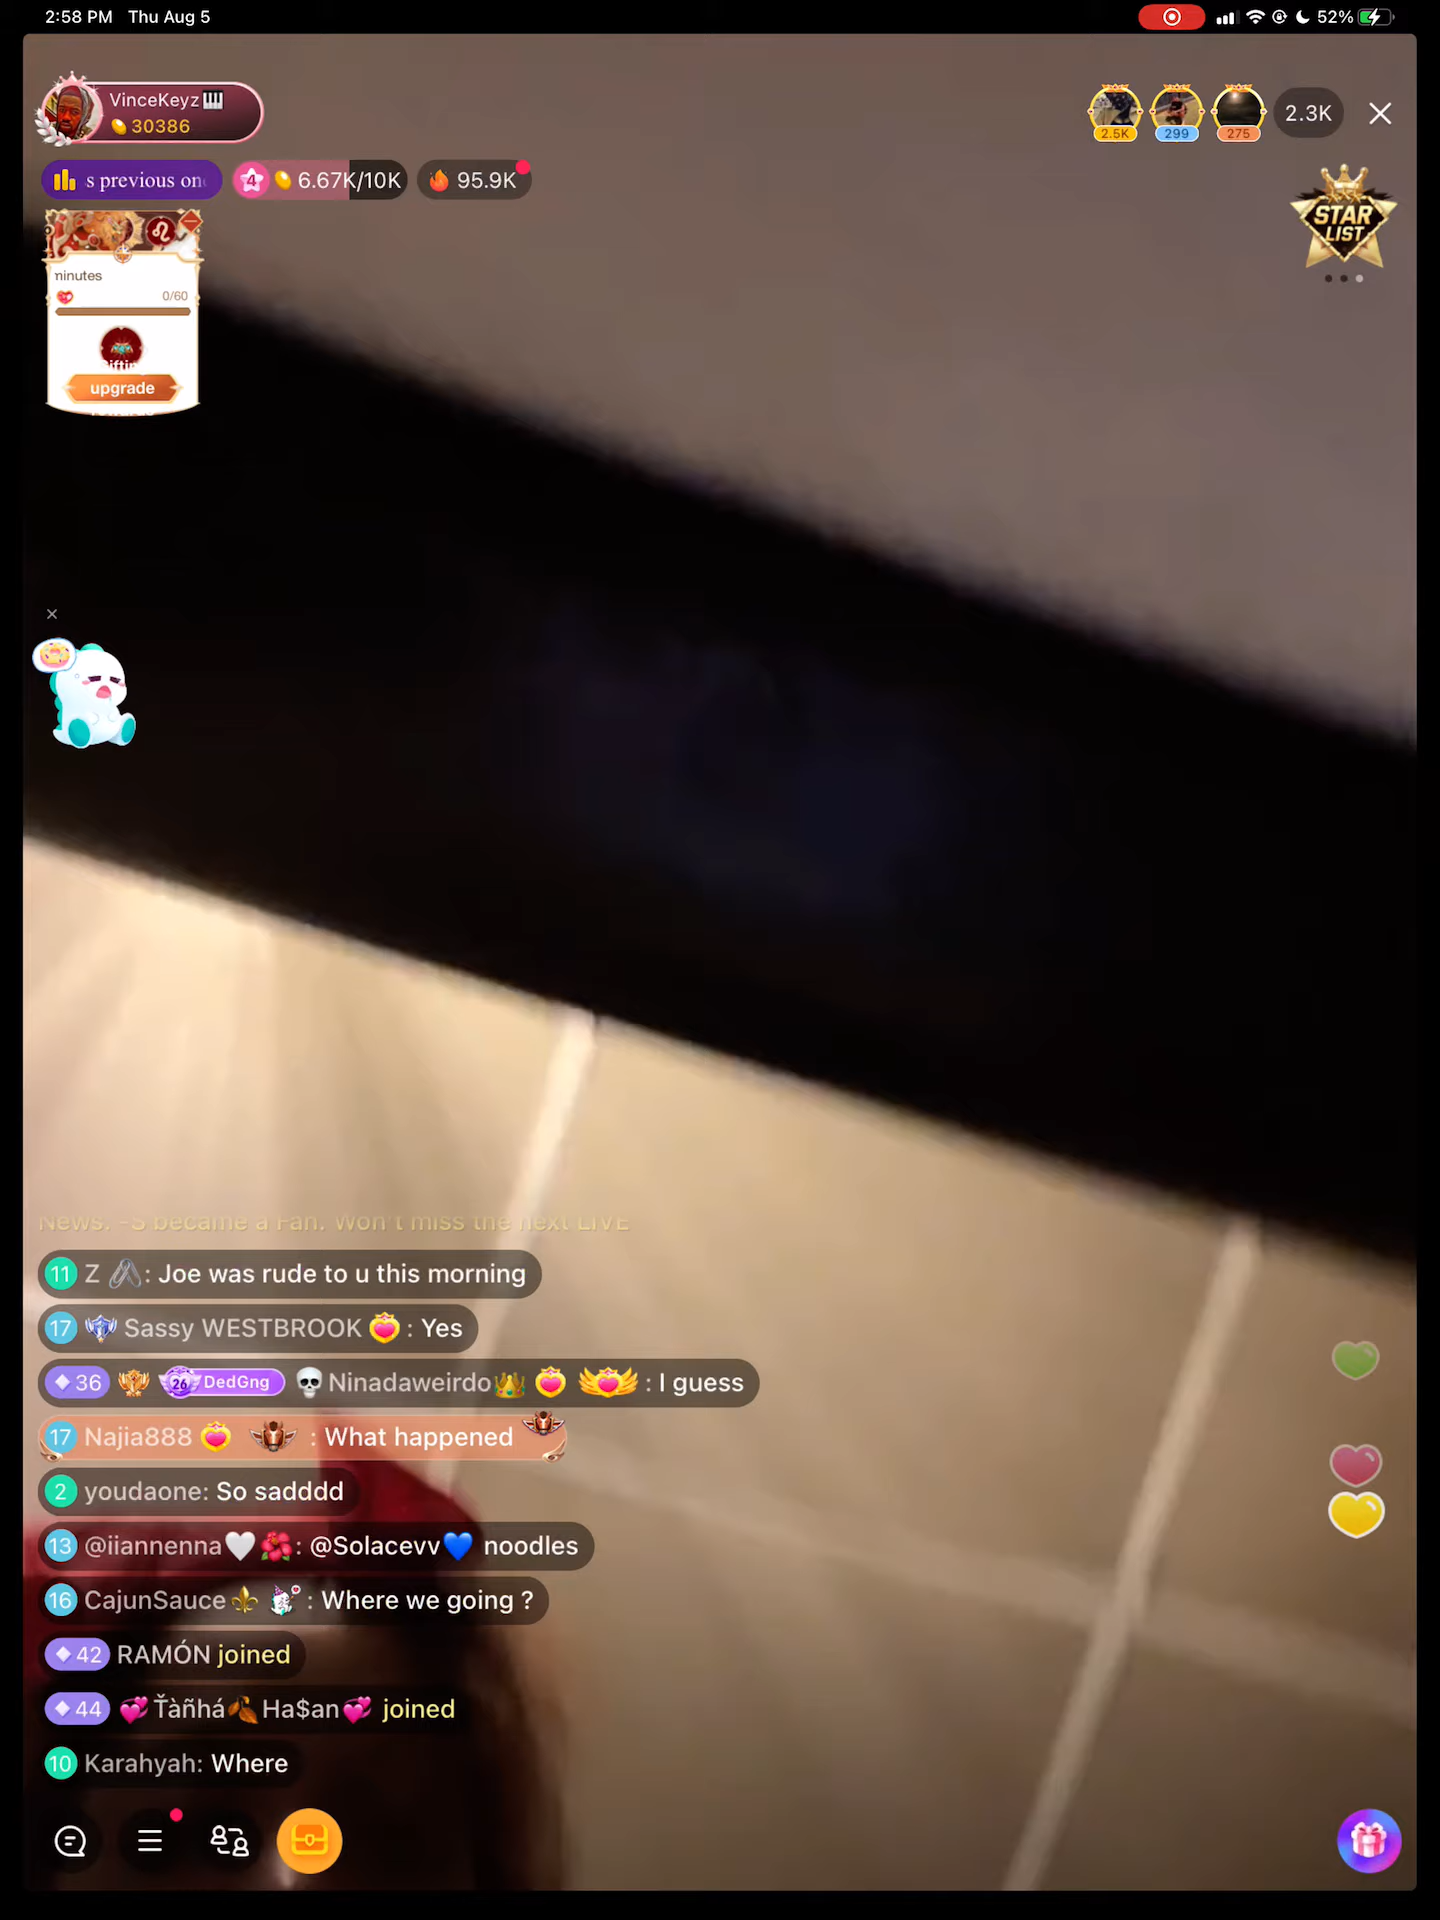 2:58 PM Thu Aug 5
52%
VinceKeyz🎹
30386
2.5K
299
275
2.3K
s previous on
4 6.67K/10K
95.9K
STAR
LIST
minutes
0/60
upgrade
News. -S became a Fan. Won't miss the next LIVE
11 Z 🖇️: Joe was rude to u this morning
17 Sassy WESTBROOK : Yes
36 26 DedGng 💀Ninadaweirdo👑 : I guess
17 Najia888 : What happened
2 youdaone: So sadddd
13 @iiannenna🤍🌺: @Solacevv💙 noodles
16 CajunSauce⚜️ : Where we going ?
42 RAMÓN joined
44 💞Ťàñhá🍂Ha$an💞 joined
10 Karahyah: Where